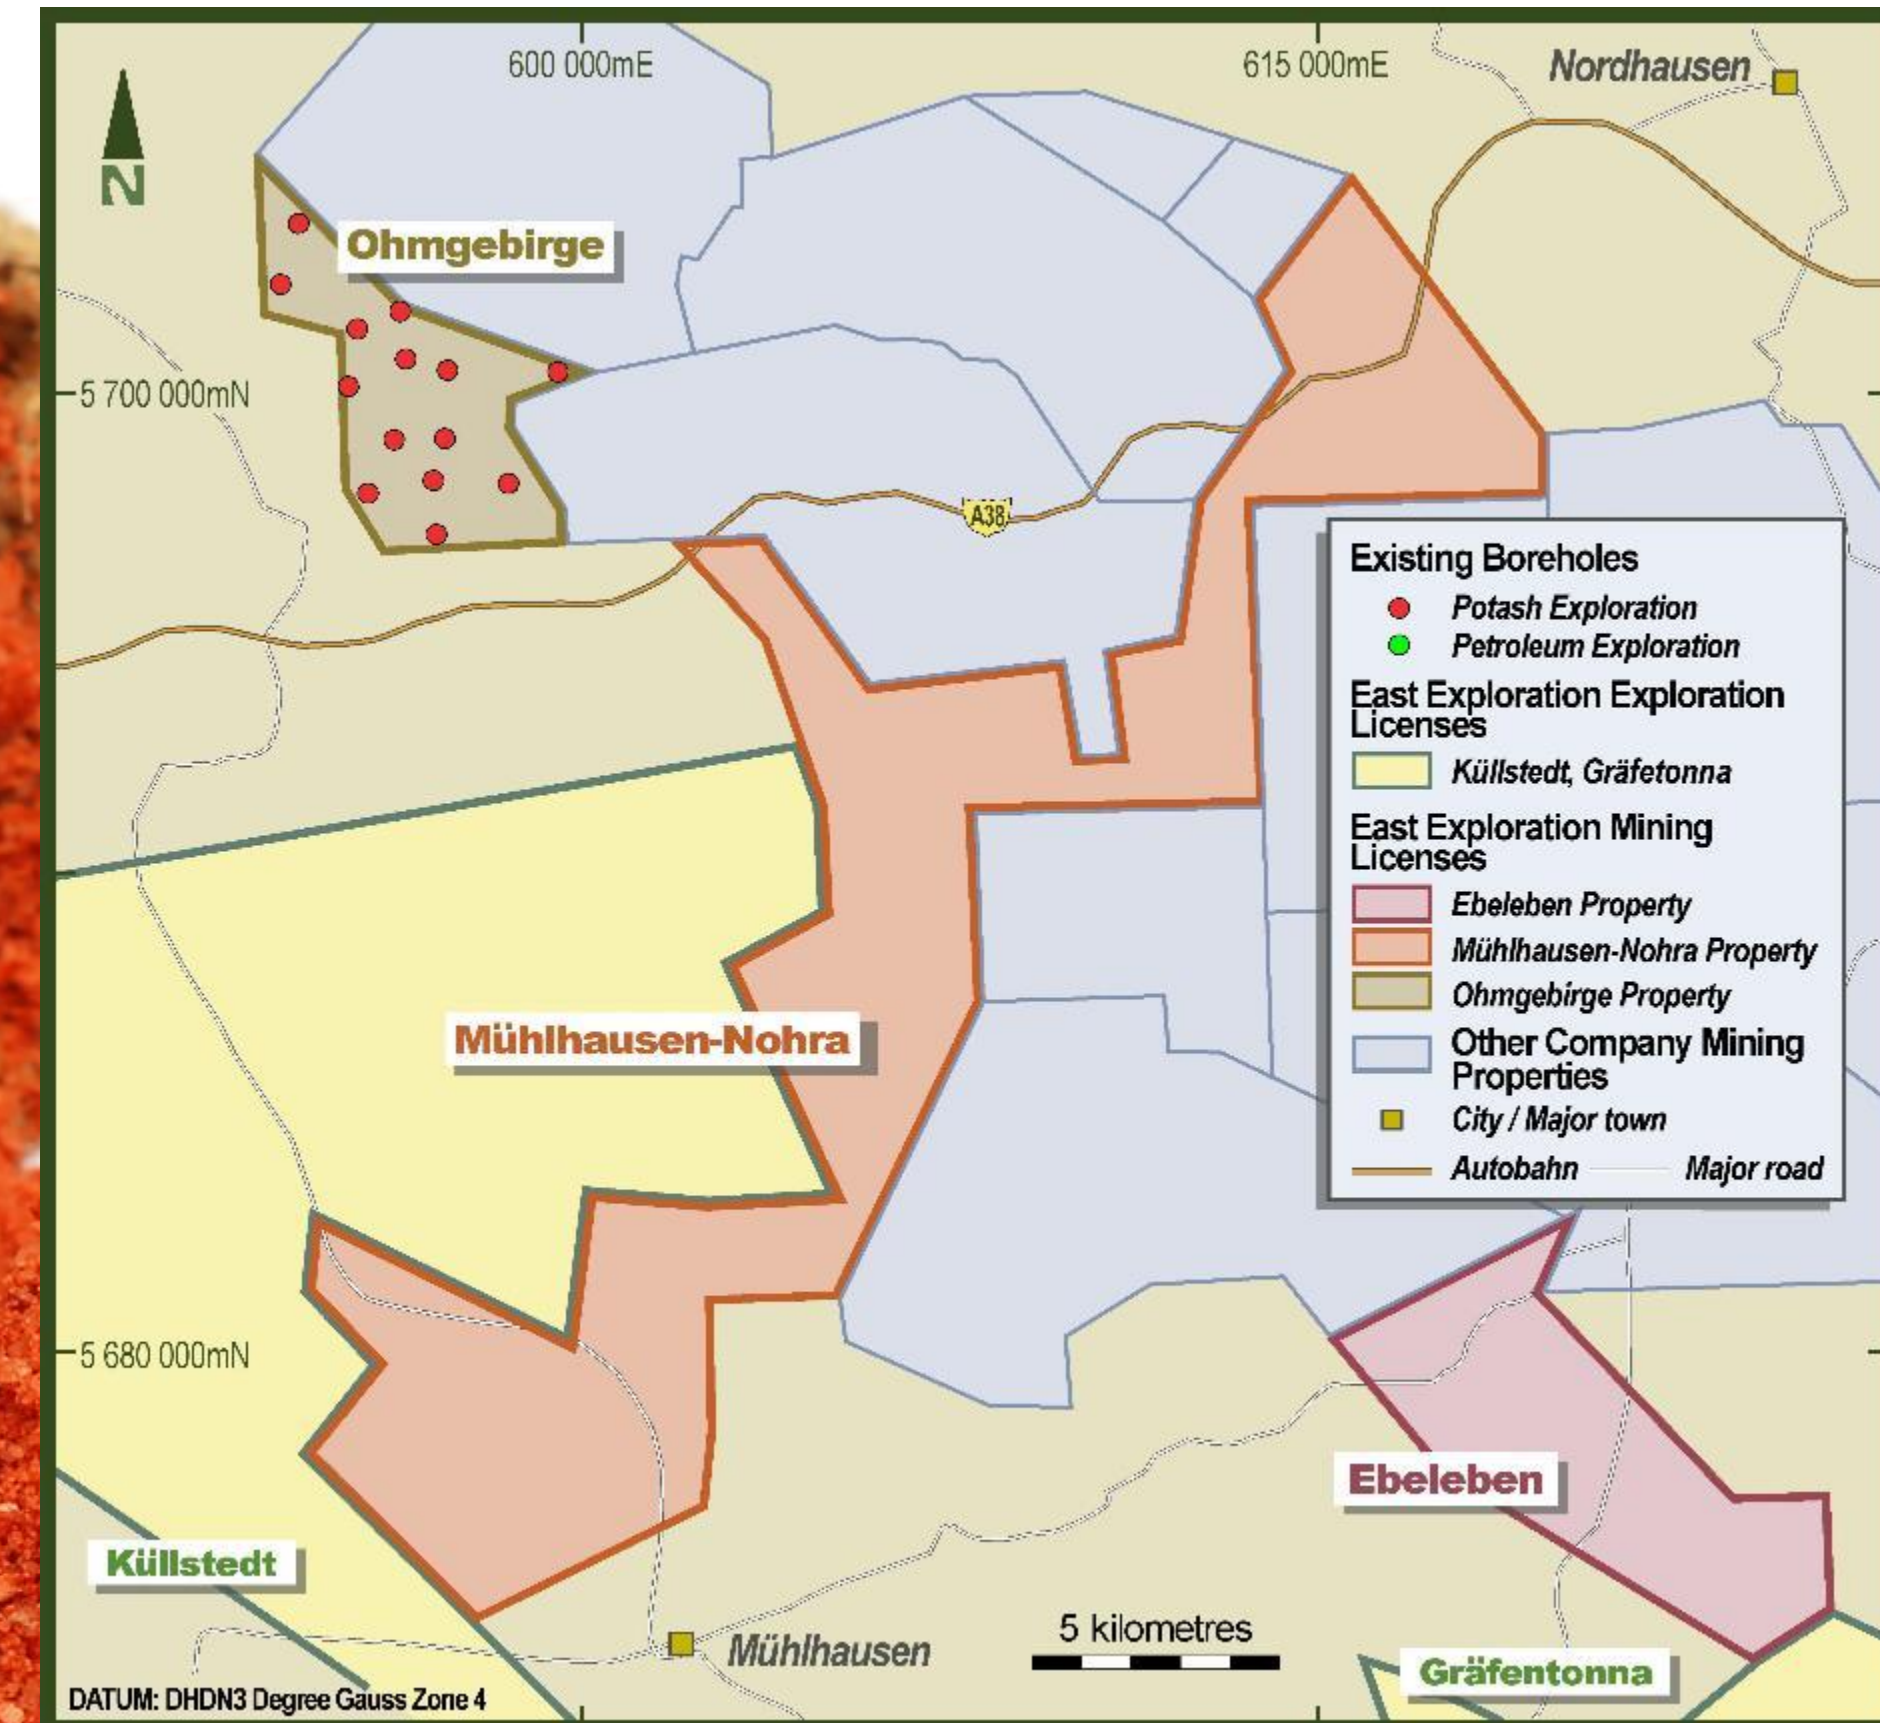 600 000mE
615 000mE
Nordhausen
N
Ohmgebirge
5 700 000mN
A38
Existing Boreholes
Potash Exploration
Petroleum Exploration
East Exploration Exploration
Licenses
Küllstedt, Gräfetonna
East Exploration Mining
Licenses
Ebeleben Property
Mühlhausen-Nohra Property
Ohmgebirge Property
Other Company Mining
Properties
City / Major town
Autobahn
Major road
Mühlhausen-Nohra
5 680 000mN
Ebeleben
Küllstedt
5 kilometres
Mühlhausen
Gräfentonna
DATUM: DHDN3 Degree Gauss Zone 4